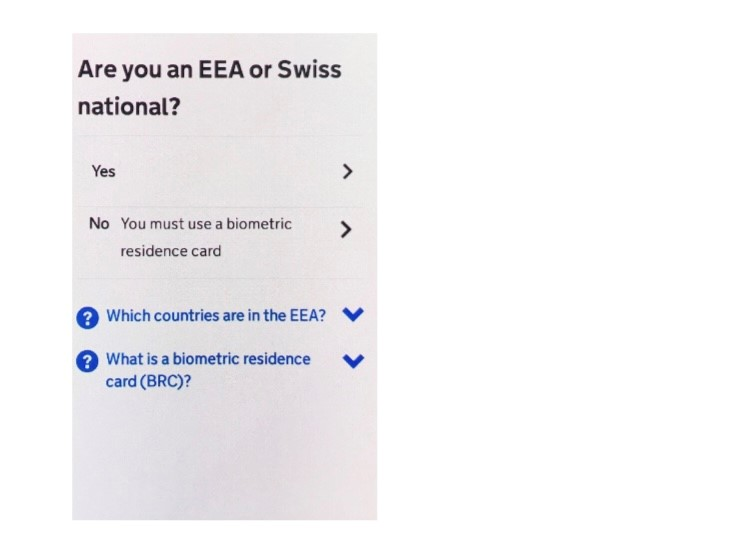 Are you an EEA or Swiss
national?
Yes
No You must use a biometric
residence card
? Which countries are in the EEA?
? What is a biometric residence
card (BRC)?